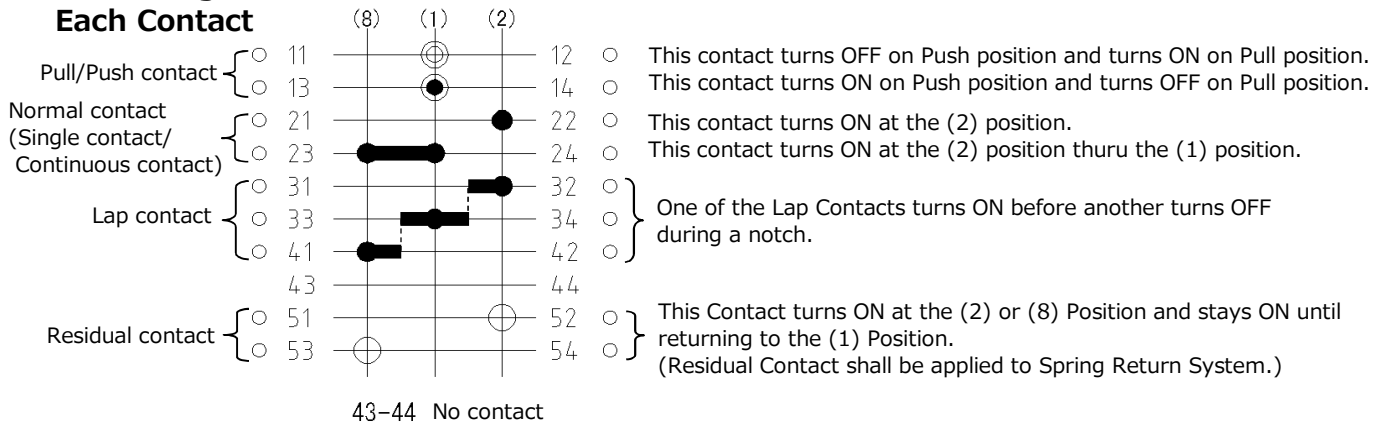 Each Contact
(8) (1) (2)
Pull/Push contact
11 12 This contact turns OFF on Push position and turns ON on Pull position.
13 14 This contact turns ON on Push position and turns OFF on Pull position.
Normal contact
(Single contact/
Continuous contact)
21 22 This contact turns ON at the (2) position.
23 24 This contact turns ON at the (2) position thuru the (1) position.
Lap contact
31 32
33 34
41 42
One of the Lap Contacts turns ON before another turns OFF
during a notch.
43 44
Residual contact
51 52
53 54
This Contact turns ON at the (2) or (8) Position and stays ON until
returning to the (1) Position.
(Residual Contact shall be applied to Spring Return System.)
43-44 No contact